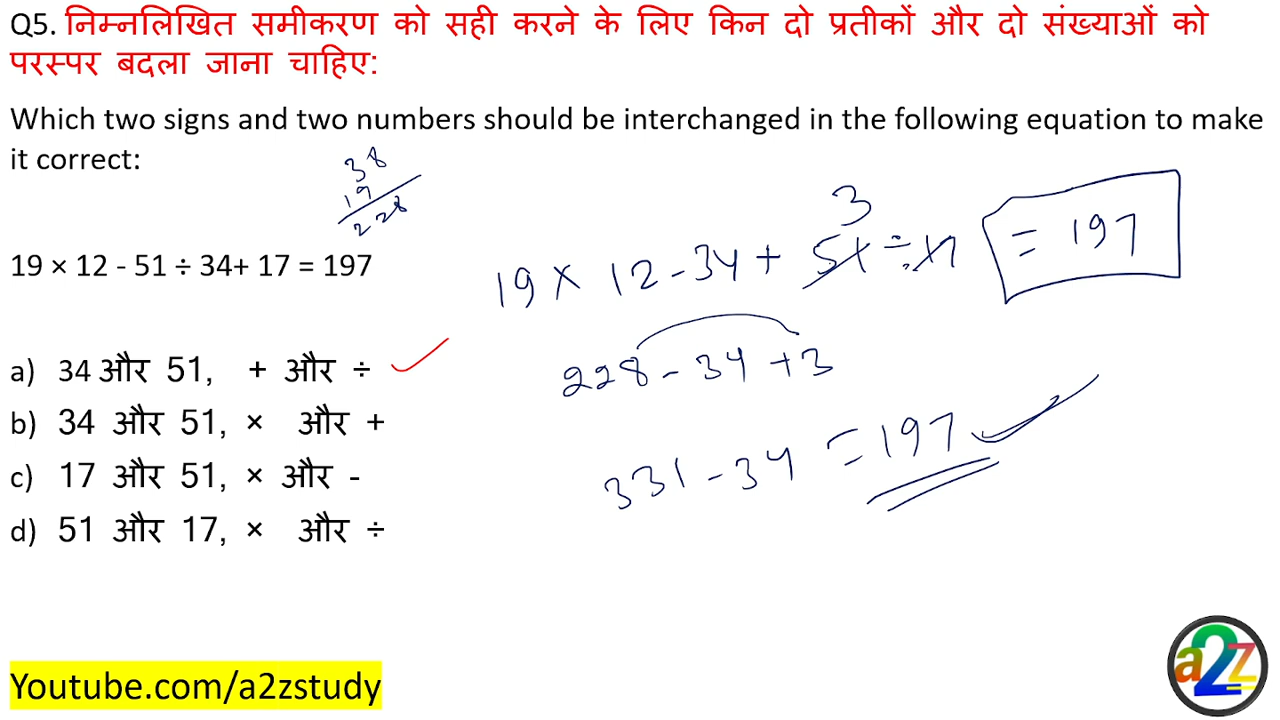 Q5. निम्नलिखित समीकरण को सही करने के लिए किन दो प्रतीकों और दो संख्याओं को
परस्पर बदला जाना चाहिए:
Which two signs and two numbers should be interchanged in the following equation to make
it correct:
38
19
228
19 × 12 - 51 ÷ 34+ 17 = 197
3
19 × 12 - 34 + 51 ÷ 17 = 197
228 - 34 + 3
331 - 34 = 197
a) 34 और 51, + और ÷
b) 34 और 51, × और +
c) 17 और 51, × और -
d) 51 और 17, × और ÷
Youtube.com/a2zstudy
a2z